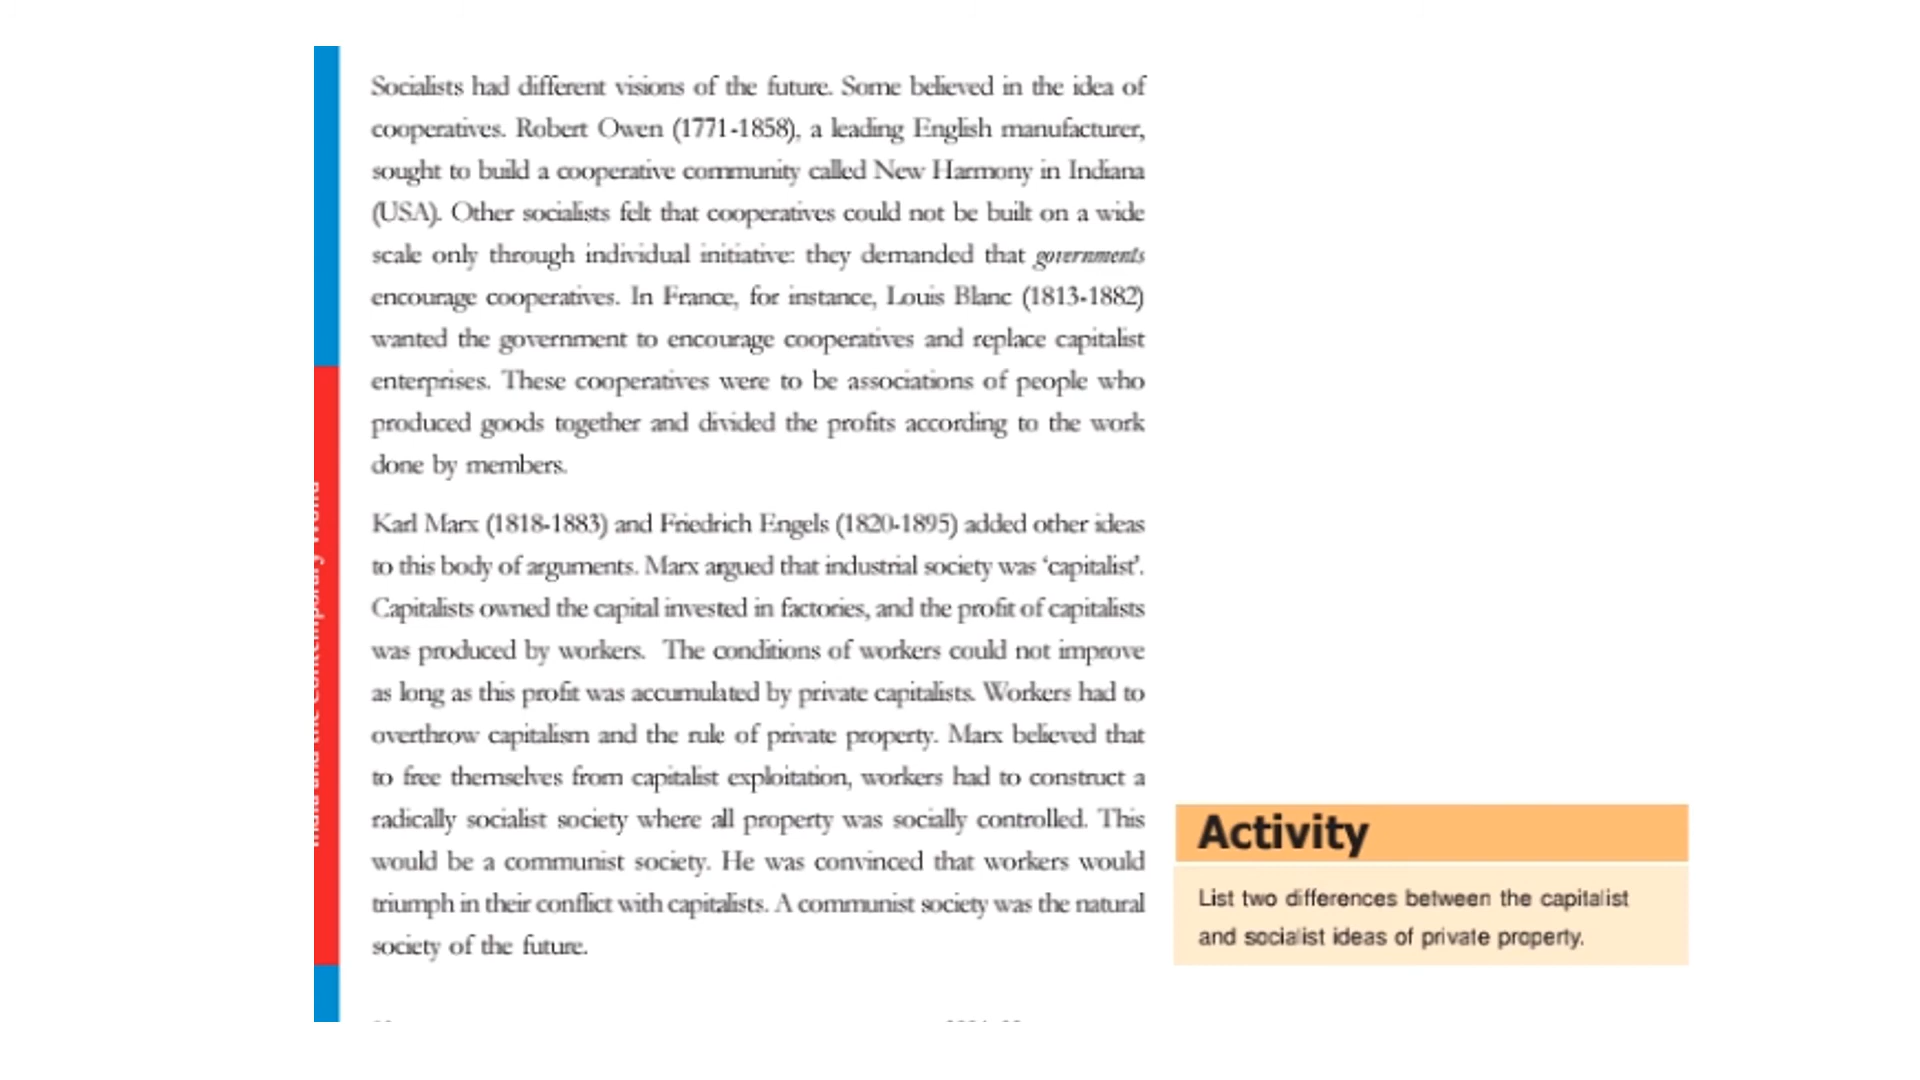 Socialists had different visions of the future. Some believed in the idea of
cooperatives. Robert Owen (1771-1858), a leading English manufacturer,
sought to build a cooperative community called New Harmony in Indiana
(USA). Other socialists felt that cooperatives could not be built on a wide
scale only through individual initiative: they demanded that governments
encourage cooperatives. In France, for instance, Louis Blanc (1813-1882)
wanted the government to encourage cooperatives and replace capitalist
enterprises. These cooperatives were to be associations of people who
produced goods together and divided the profits according to the work
done by members.
Karl Marx (1818-1883) and Friedrich Engels (1820-1895) added other ideas
to this body of arguments. Marx argued that industrial society was ‘capitalist’.
Capitalists owned the capital invested in factories, and the profit of capitalists
was produced by workers. The conditions of workers could not improve
as long as this profit was accumulated by private capitalists. Workers had to
overthrow capitalism and the rule of private property. Marx believed that
to free themselves from capitalist exploitation, workers had to construct a
radically socialist society where all property was socially controlled. This
would be a communist society. He was convinced that workers would
triumph in their conflict with capitalists. A communist society was the natural
society of the future.
Activity
List two differences between the capitalist
and socialist ideas of private property.